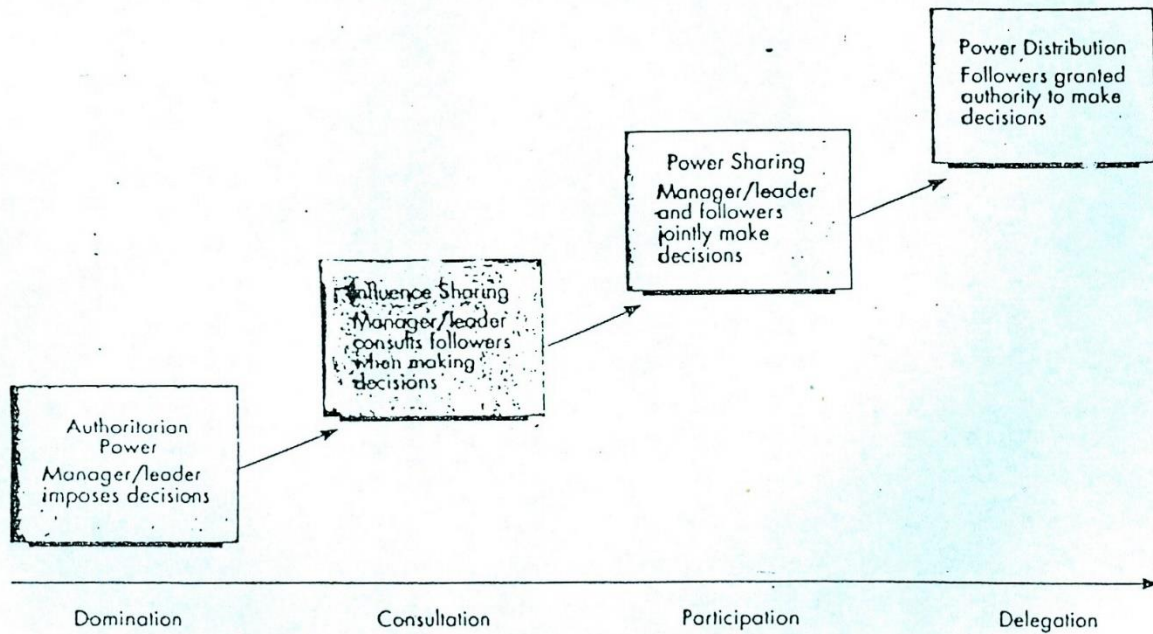 Power Distribution
Followers granted
authority to make
decisions
Power Sharing
Manager/leader
and followers
jointly make
decisions
Influence Sharing
Manager/leader
consults followers
when making
decisions
Authoritarian
Power
Manager/leader
imposes decisions
Domination
Consultation
Participation
Delegation